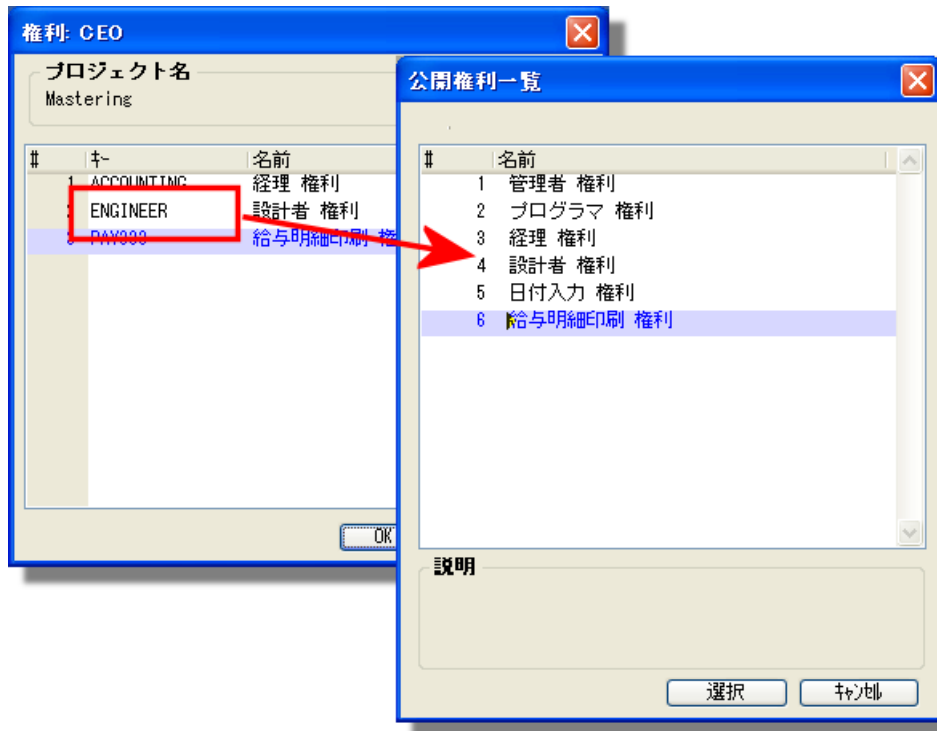 権利: CEO
プロジェクト名
Mastering
# キー 名前
1 ACCOUNTING 経理 権利
ENGINEER 設計者 権利
3 PAY333 給与明細印刷 権
OK
公開権利一覧
# 名前
1 管理者 権利
2 プログラマ 権利
3 経理 権利
4 設計者 権利
5 日付入力 権利
6 給与明細印刷 権利
説明
選択 キャンセル